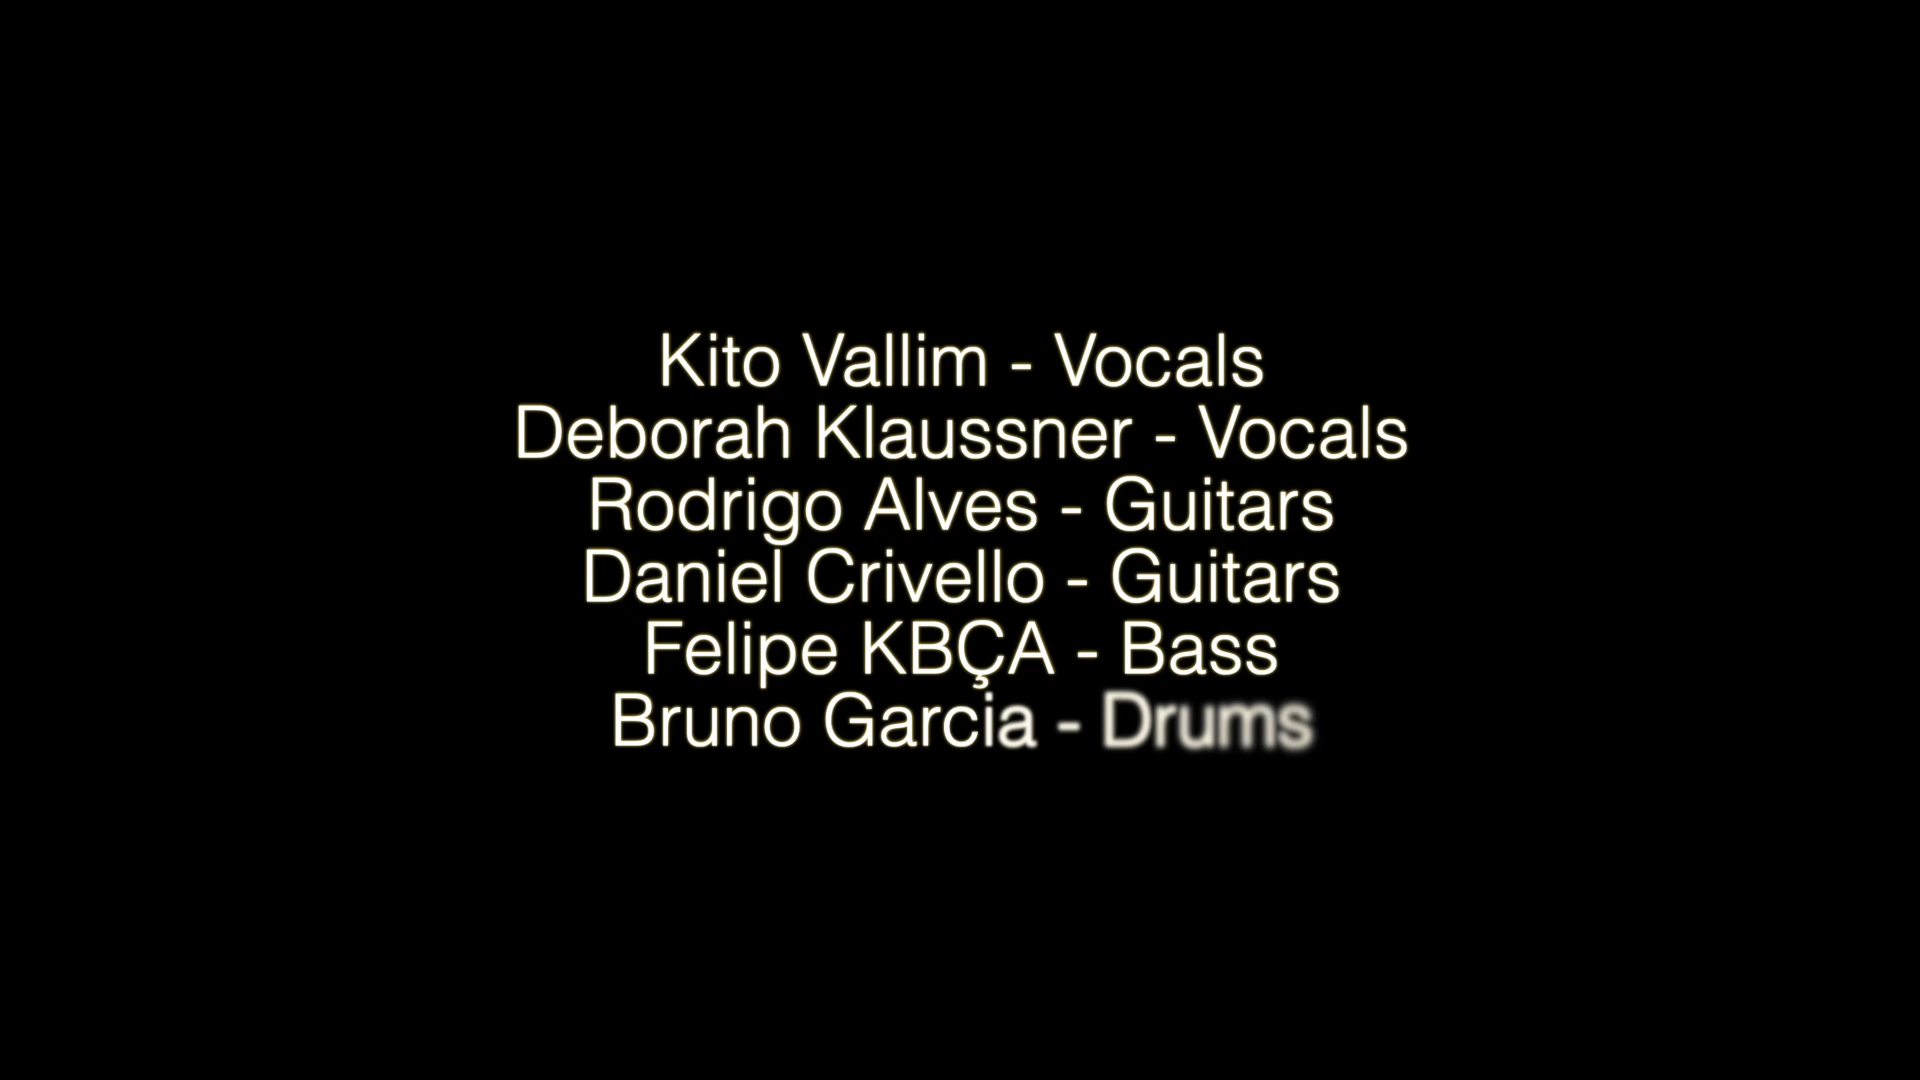 Kito Vallim - Vocals
Deborah Klaussner - Vocals
Rodrigo Alves - Guitars
Daniel Crivello - Guitars
Felipe KBÇA - Bass
Bruno Garcia - Drums